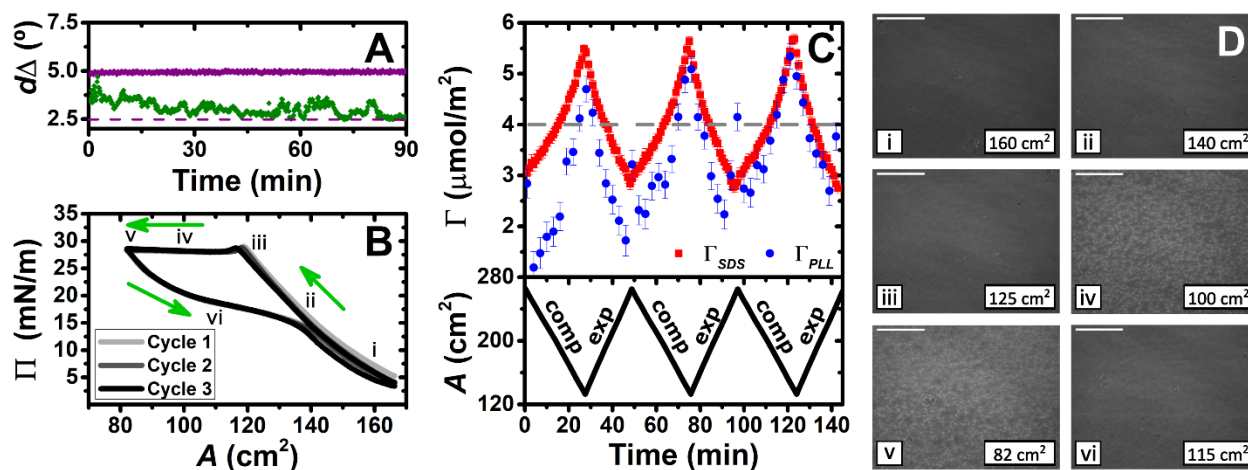 A
dΔ (º)
5.0
2.5
0
30
60
90
Time (min)
B
Π (mN/m)
35
30
25
20
15
10
5
v
iv
iii
ii
vi
i
Cycle 1
Cycle 2
Cycle 3
80
100
120
140
160
A (cm²)
C
Γ (μmol/m²)
6
5
4
3
2
Γ SDS
Γ PLL
280
200
120
A (cm²)
comp
exp
comp
exp
comp
exp
0
20
40
60
80
100
120
140
Time (min)
D
i
160 cm²
ii
140 cm²
iii
125 cm²
iv
100 cm²
v
82 cm²
vi
115 cm²